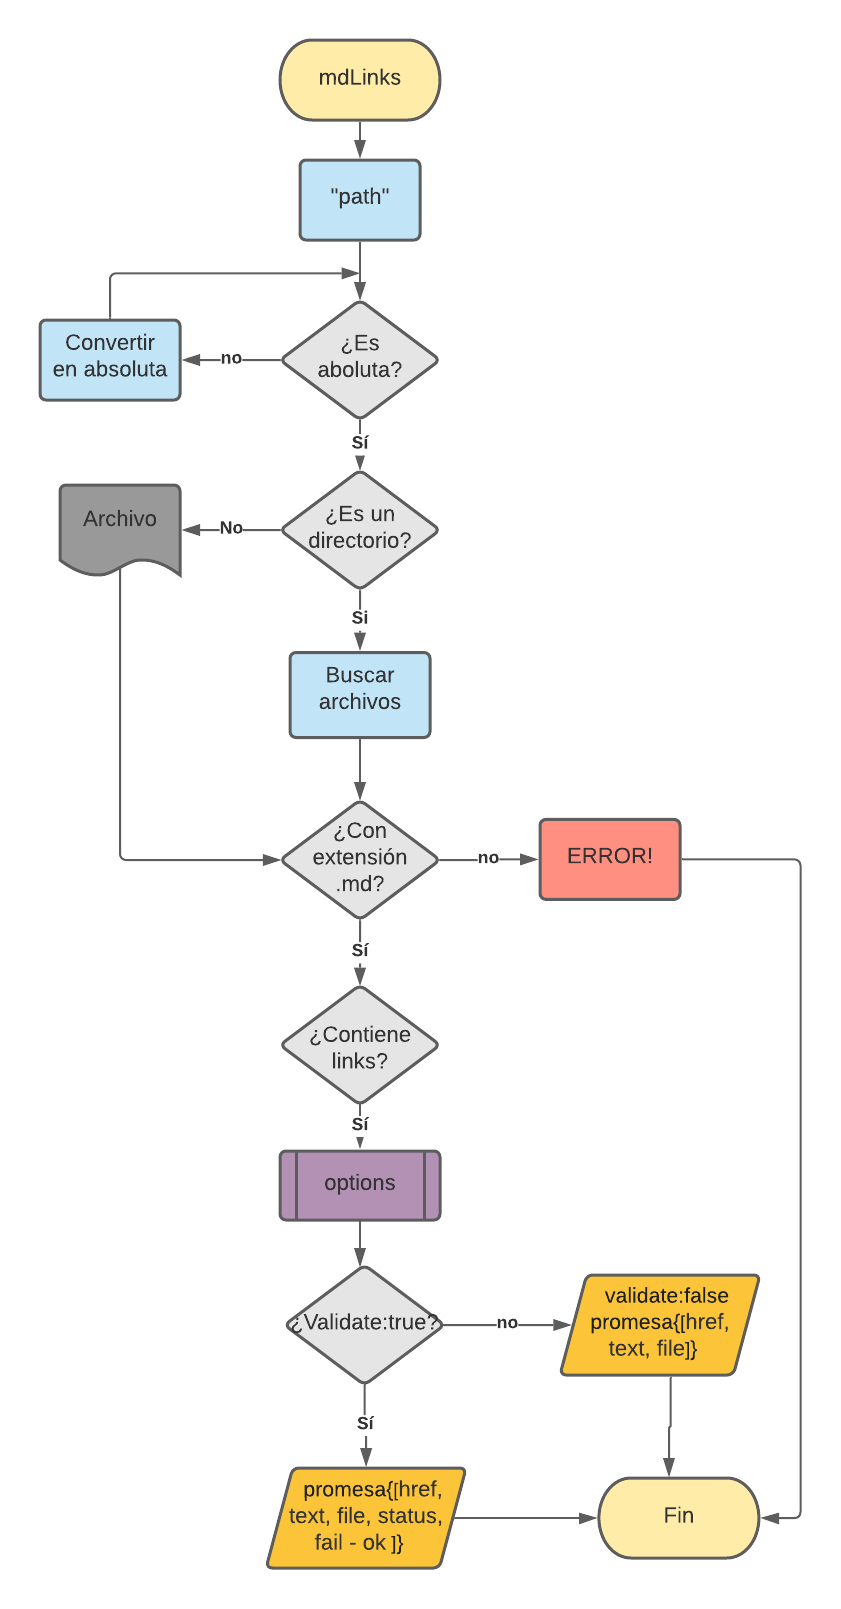 mdLinks
"path"
Convertir
en absoluta
no
¿Es
aboluta?
Sí
Archivo
No
¿Es un
directorio?
Si
Buscar
archivos
¿Con
extensión
.md?
no
ERROR!
Sí
¿Contiene
links?
Sí
options
¿Validate:true?
no
validate:false
promesa{[href,
text, file]}
Sí
promesa{[href,
text, file, status,
fail - ok ]}
Fin